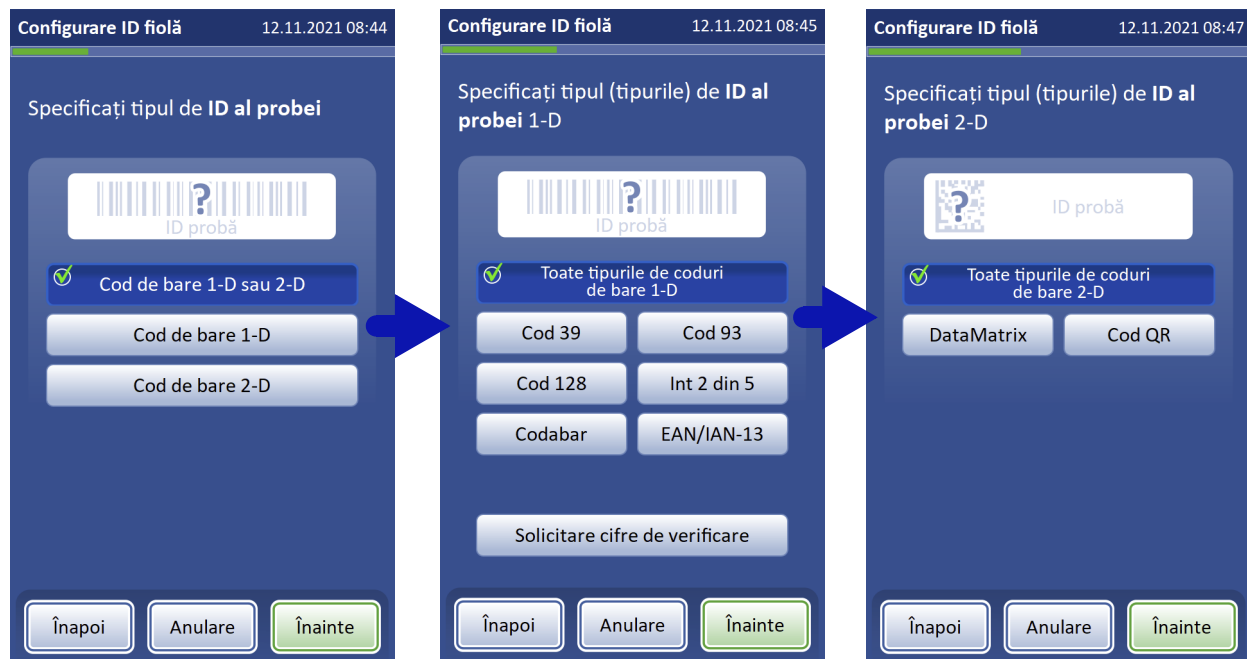 Configurare ID fiolă 12.11.2021 08:44
Specificați tipul de ID al probei
?
ID probă
Cod de bare 1-D sau 2-D
Cod de bare 1-D
Cod de bare 2-D
Înapoi Anulare Înainte
Configurare ID fiolă 12.11.2021 08:45
Specificați tipul (tipurile) de ID al
probei 1-D
?
ID probă
Toate tipurile de coduri
de bare 1-D
Cod 39 Cod 93
Cod 128 Int 2 din 5
Codabar EAN/IAN-13
Solicitare cifre de verificare
Înapoi Anulare Înainte
Configurare ID fiolă 12.11.2021 08:47
Specificați tipul (tipurile) de ID al
probei 2-D
? ID probă
Toate tipurile de coduri
de bare 2-D
DataMatrix Cod QR
Înapoi Anulare Înainte